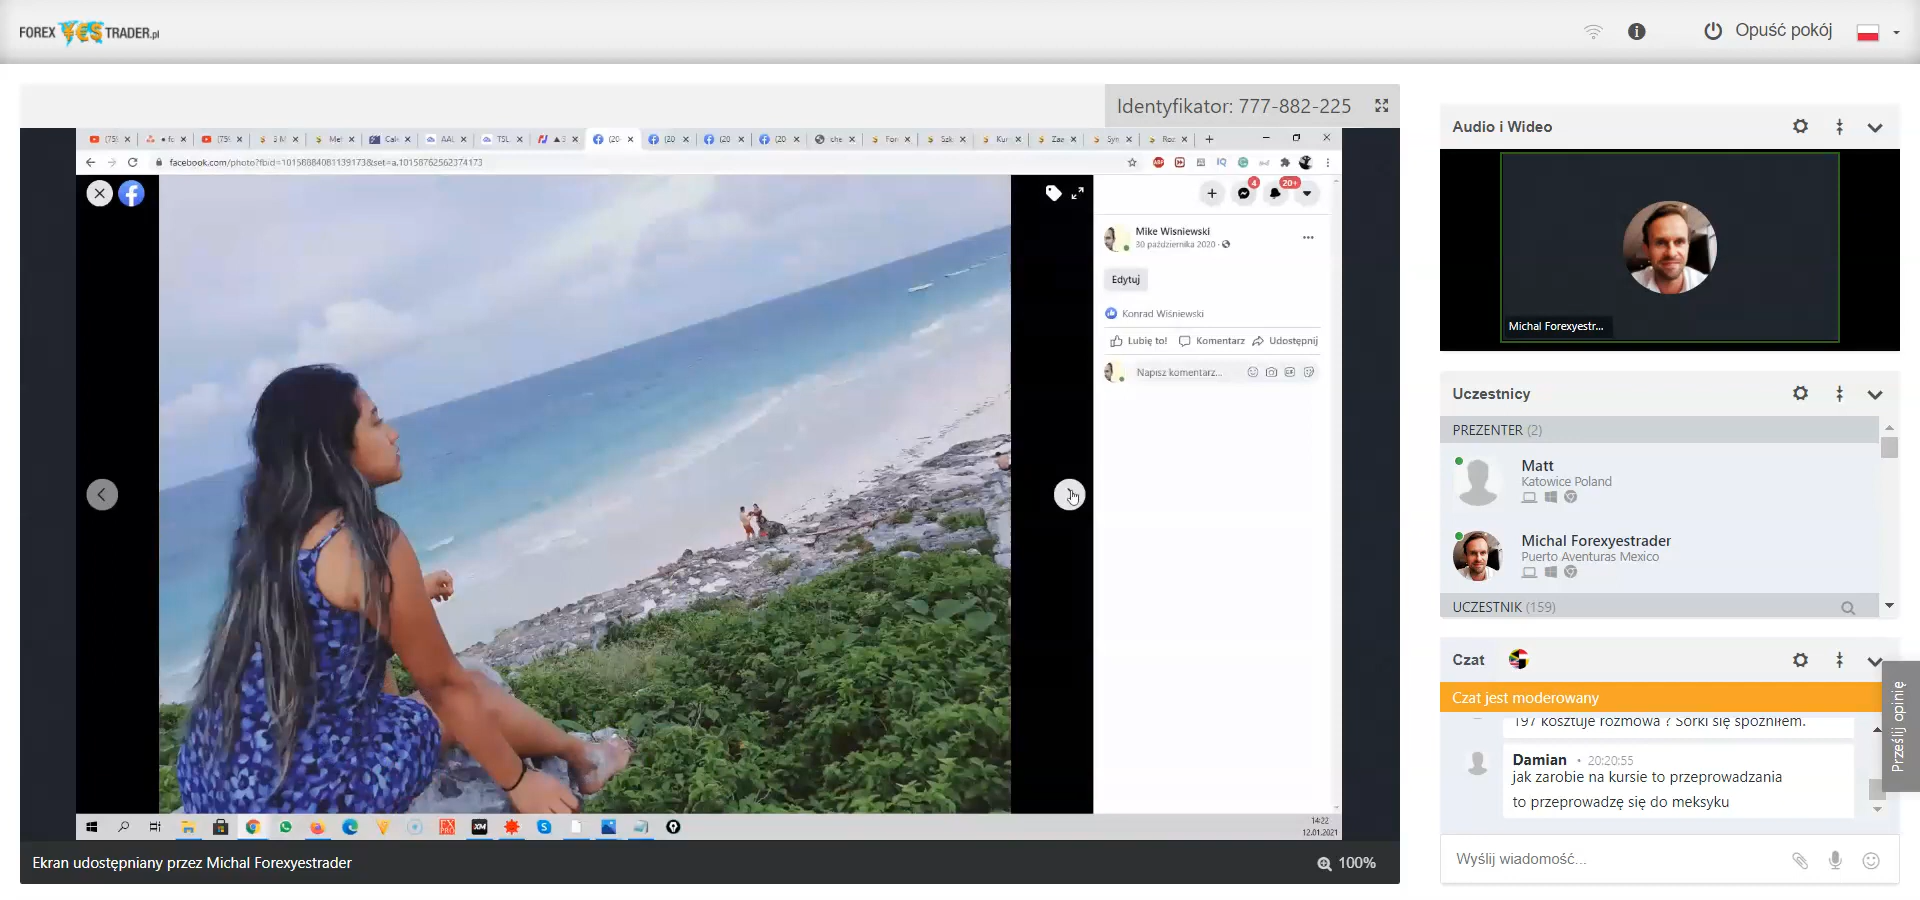 FOREX YES TRADER.pl
Opuść pokój
Identyfikator: 777-882-225
facebook.com/photo?fbid=10158884081139173&set=a.10158762562374173
4
20+
Mike Wisniewski
30 października 2020
Edytuj
Konrad Wiśniewski
Lubię to! Komentarz Udostępnij
Napisz komentarz...
14:22
12.01.2021
Ekran udostępniany przez Michal Forexyestrader
100%
Audio i Wideo
Michal Forexyestr...
Uczestnicy
PREZENTER (2)
Matt
Katowice Poland
Michal Forexyestrader
Puerto Aventuras Mexico
UCZESTNIK (159)
Czat
Czat jest moderowany
197 kosztuje rozmowa ? Sorki się spóźniłem.
Damian • 20:20:55
jak zarobie na kursie to przeprowadzania
to przeprowadzę się do meksyku
Wyślij wiadomość...
Prześlij opinię